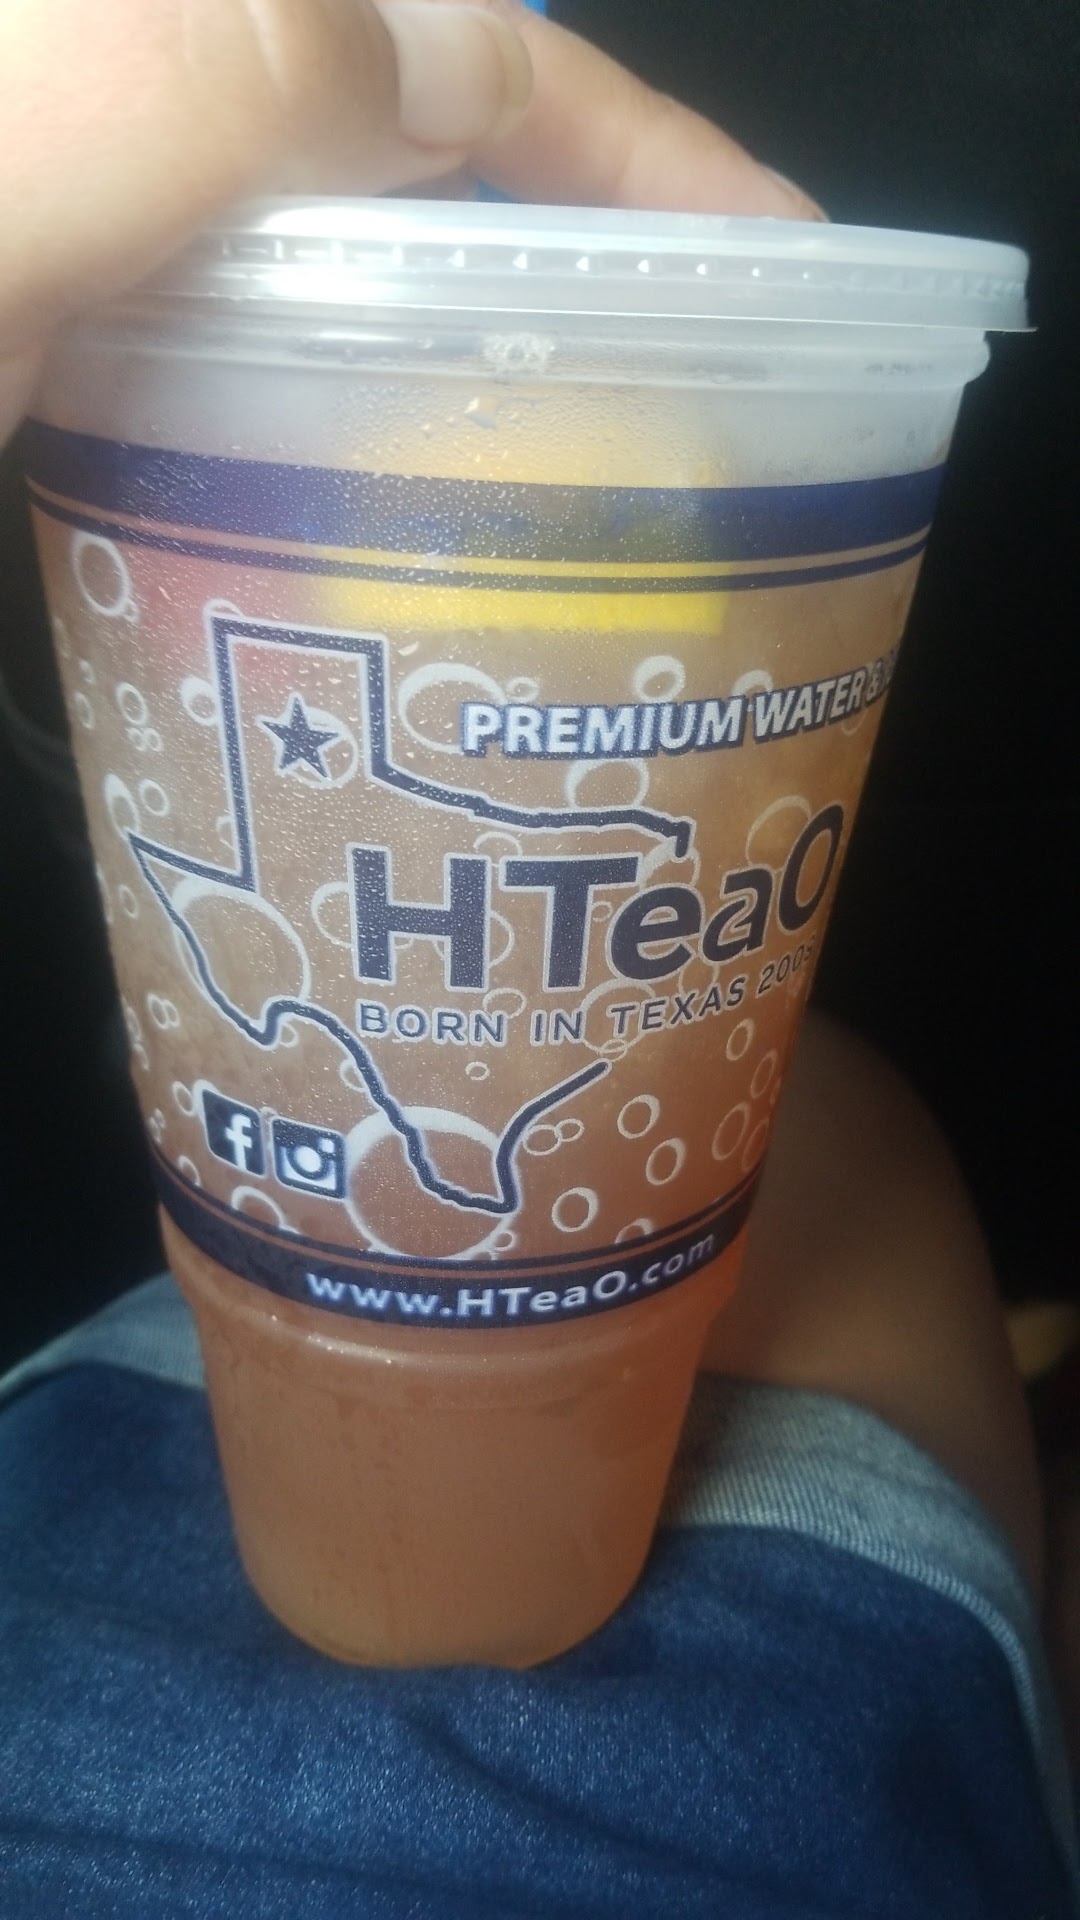 PREMIUM WATER &
HTeaO
BORN IN TEXAS
f
www.HTeaO.com